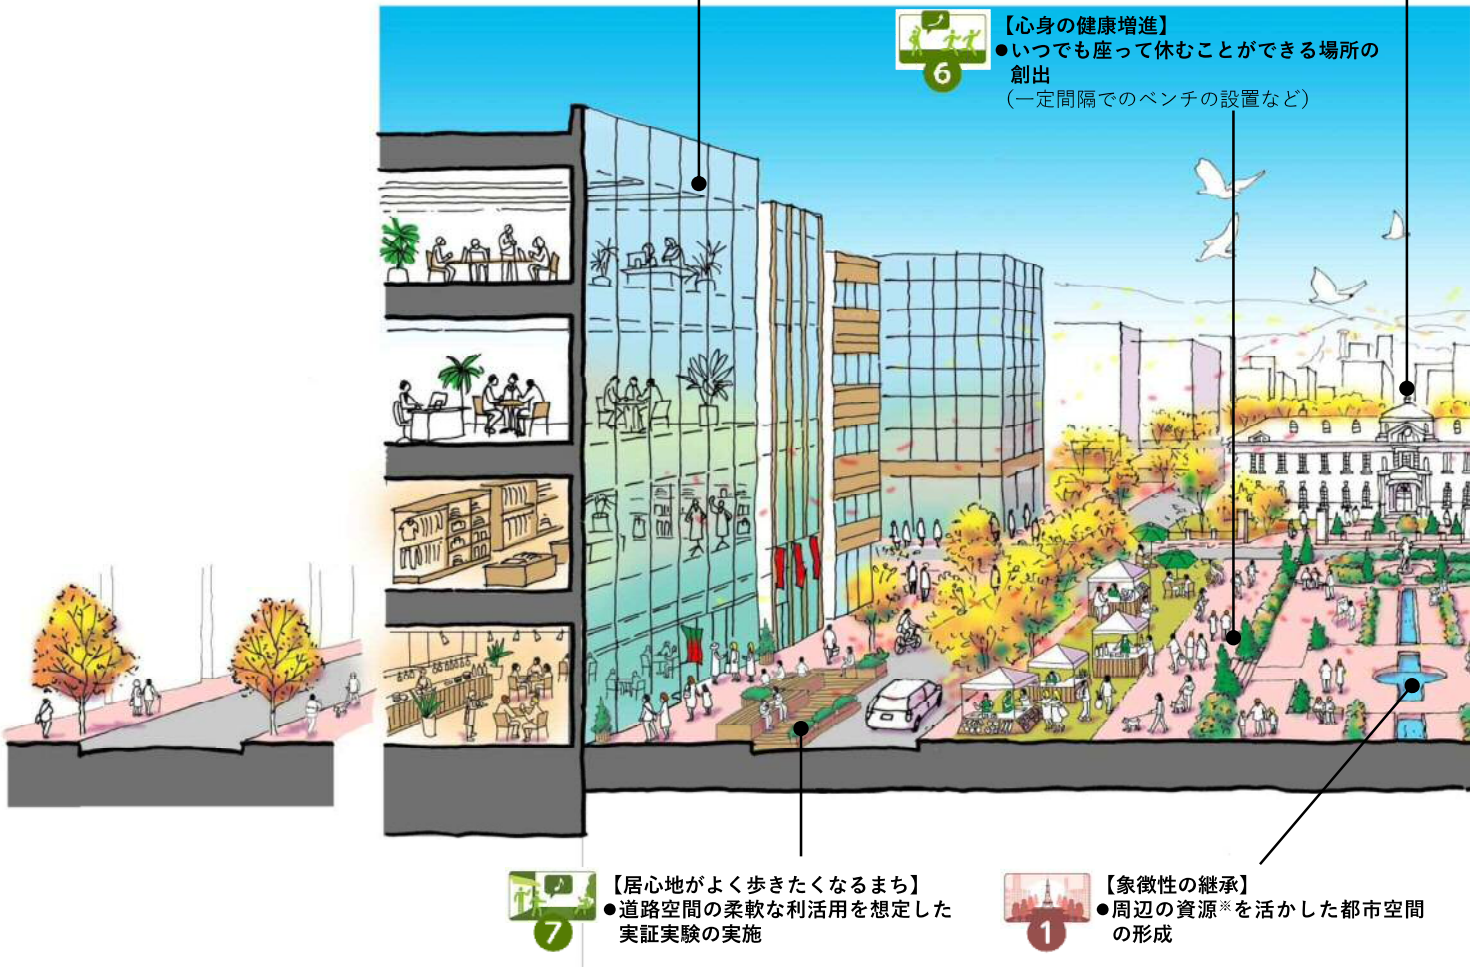 【心身の健康増進】
●いつでも座って休むことができる場所の
創出
（一定間隔でのベンチの設置など）
6
【居心地がよく歩きたくなるまち】
●道路空間の柔軟な利活用を想定した
実証実験の実施
7
【象徴性の継承】
●周辺の資源※を活かした都市空間
の形成
1